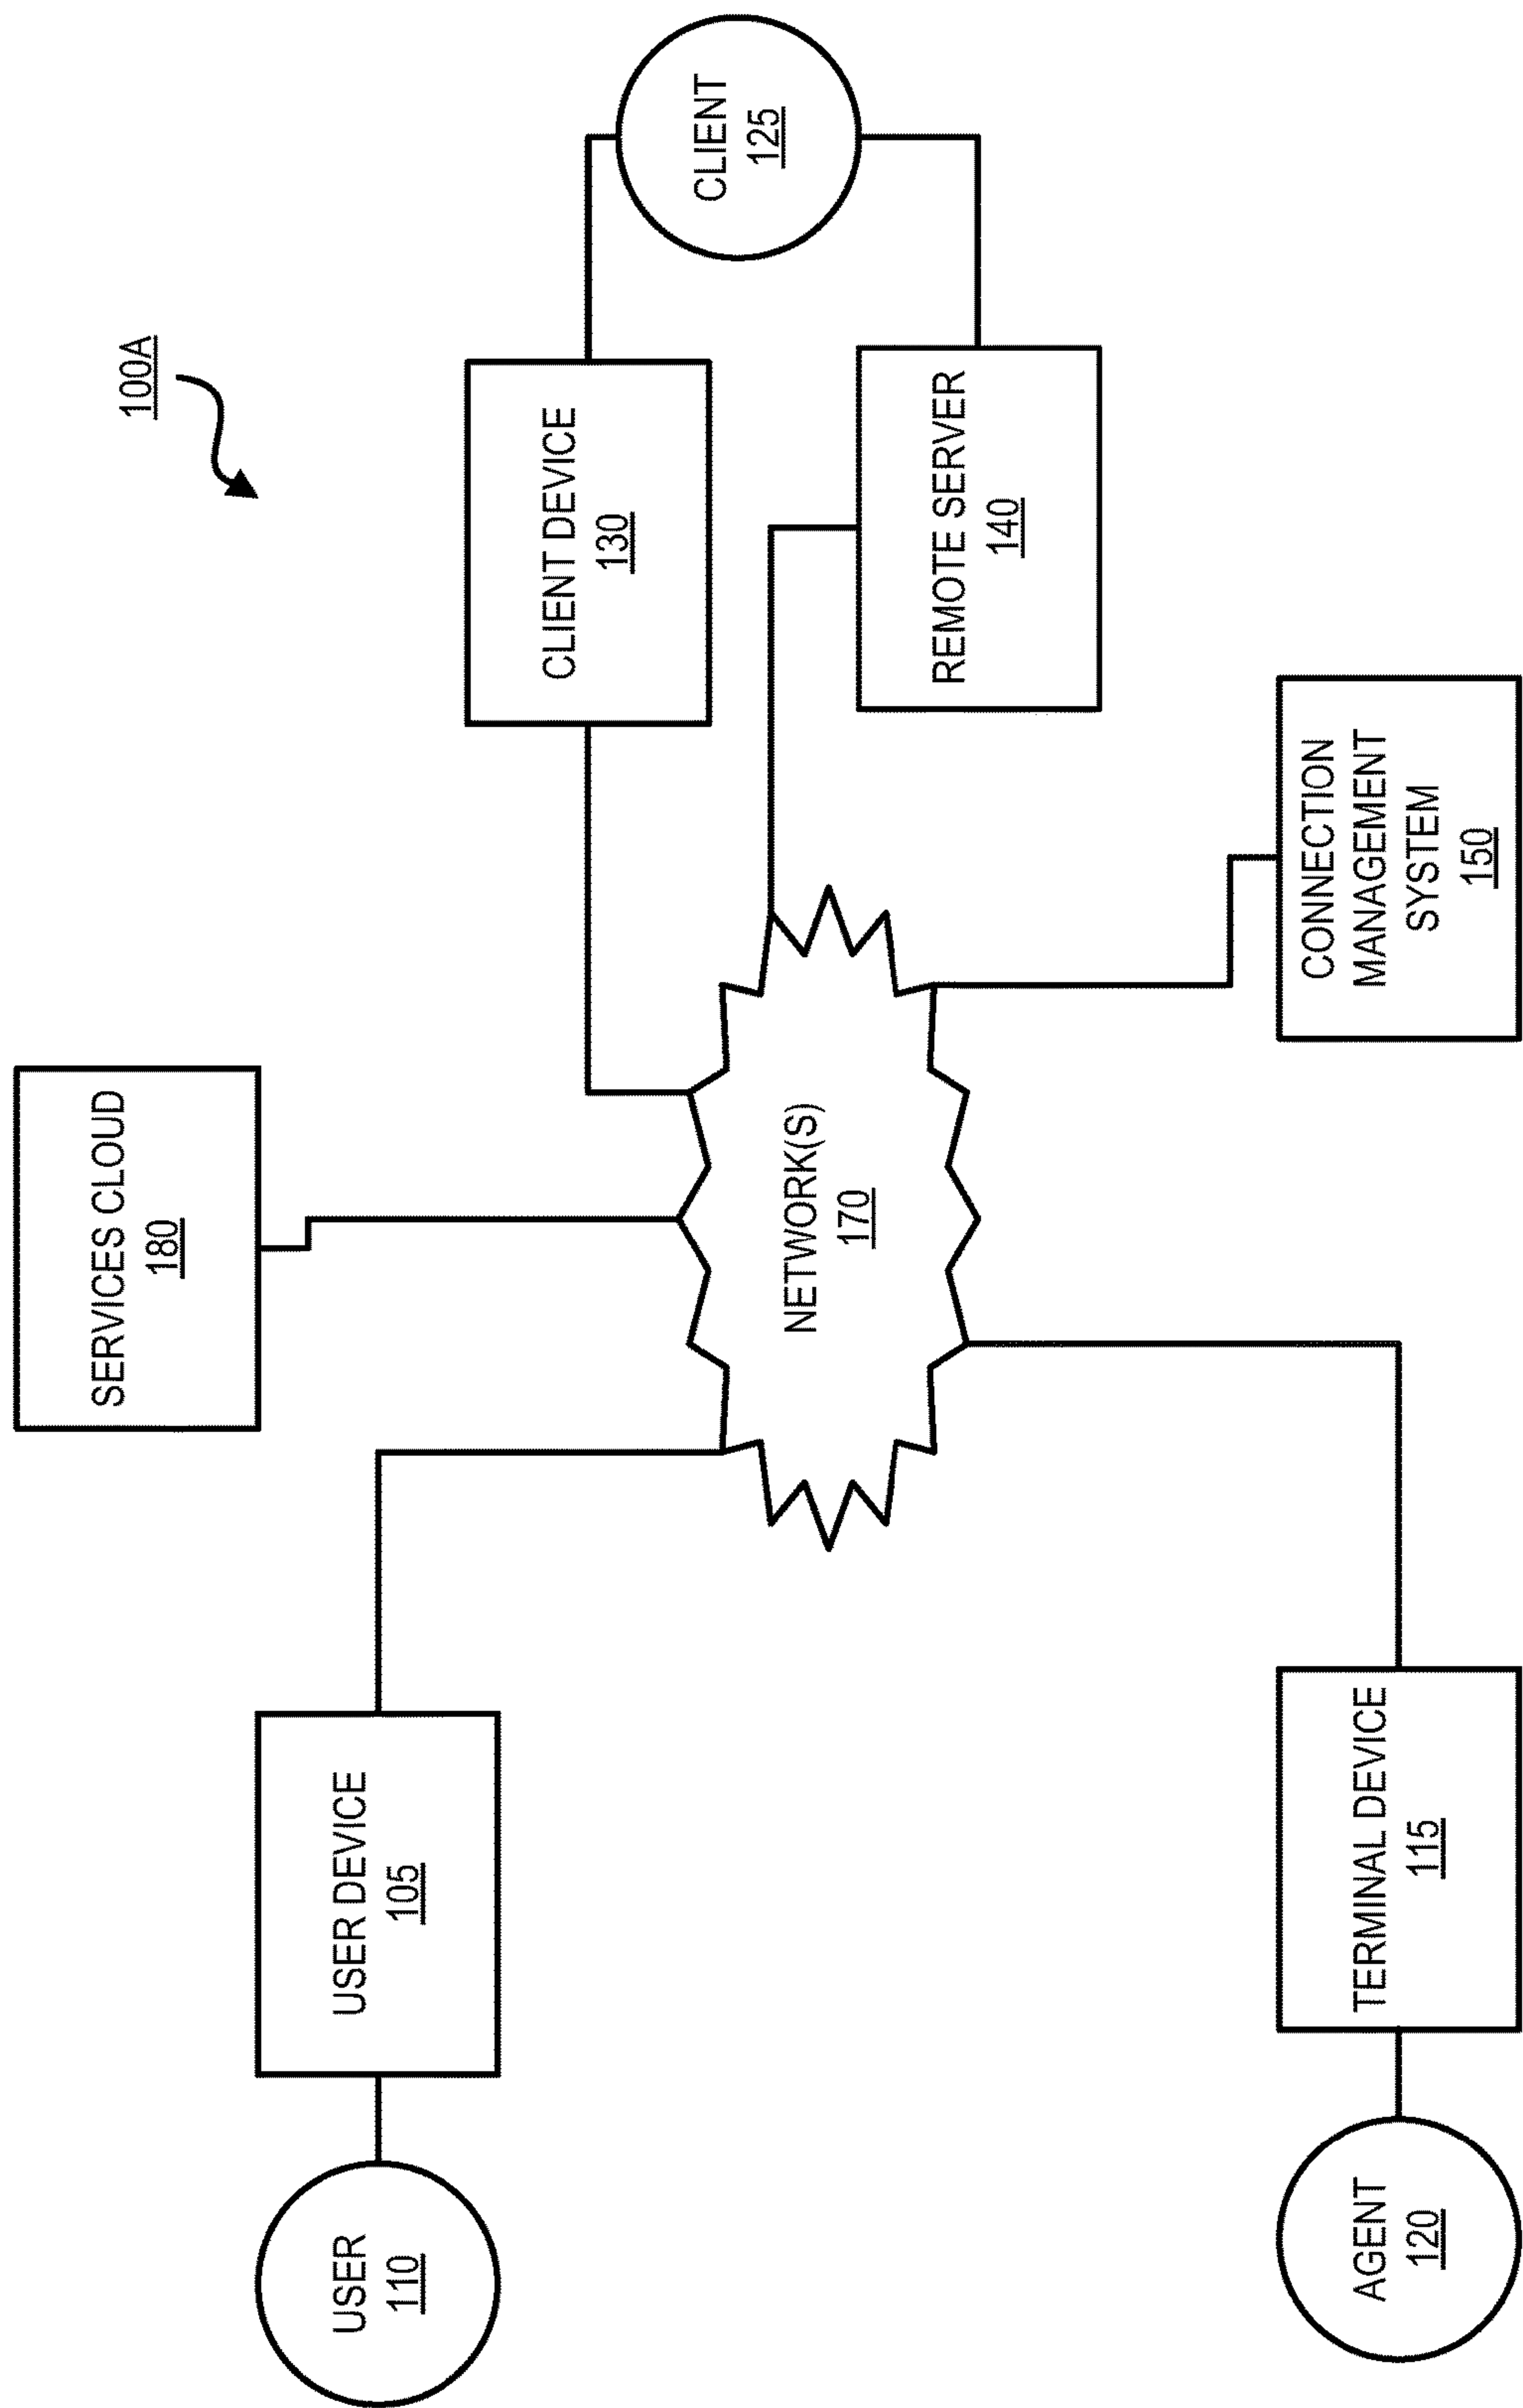 100A
SERVICES CLOUD
180
USER
110
USER DEVICE
105
CLIENT DEVICE
130
CLIENT
125
NETWORK(S)
170
REMOTE SERVER
140
AGENT
120
TERMINAL DEVICE
115
CONNECTION
MANAGEMENT
SYSTEM
150